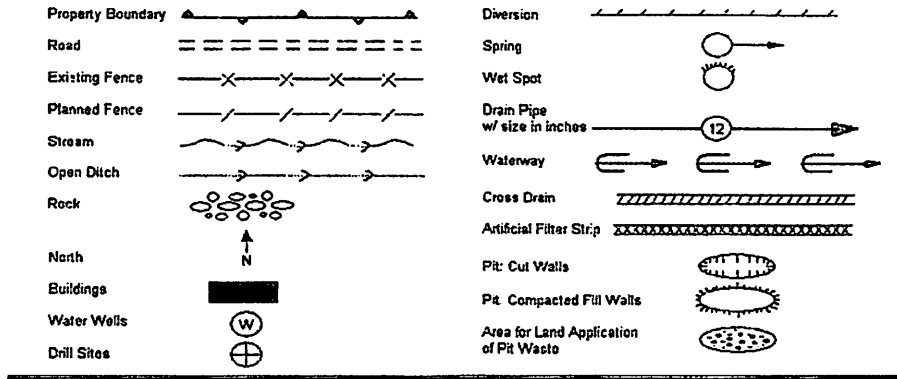 Property Boundary
Road
Existing Fence
Planned Fence
Stream
Open Ditch
Rock
North
N
Buildings
Water Wells
W
Drill Sites
Diversion
Spring
Wet Spot
Drain Pipe
w/ size in inches
12
Waterway
Cross Drain
Artificial Filter Strip
Pit: Cut Walls
Pit: Compacted Fill Walls
Area for Land Application
of Pit Waste